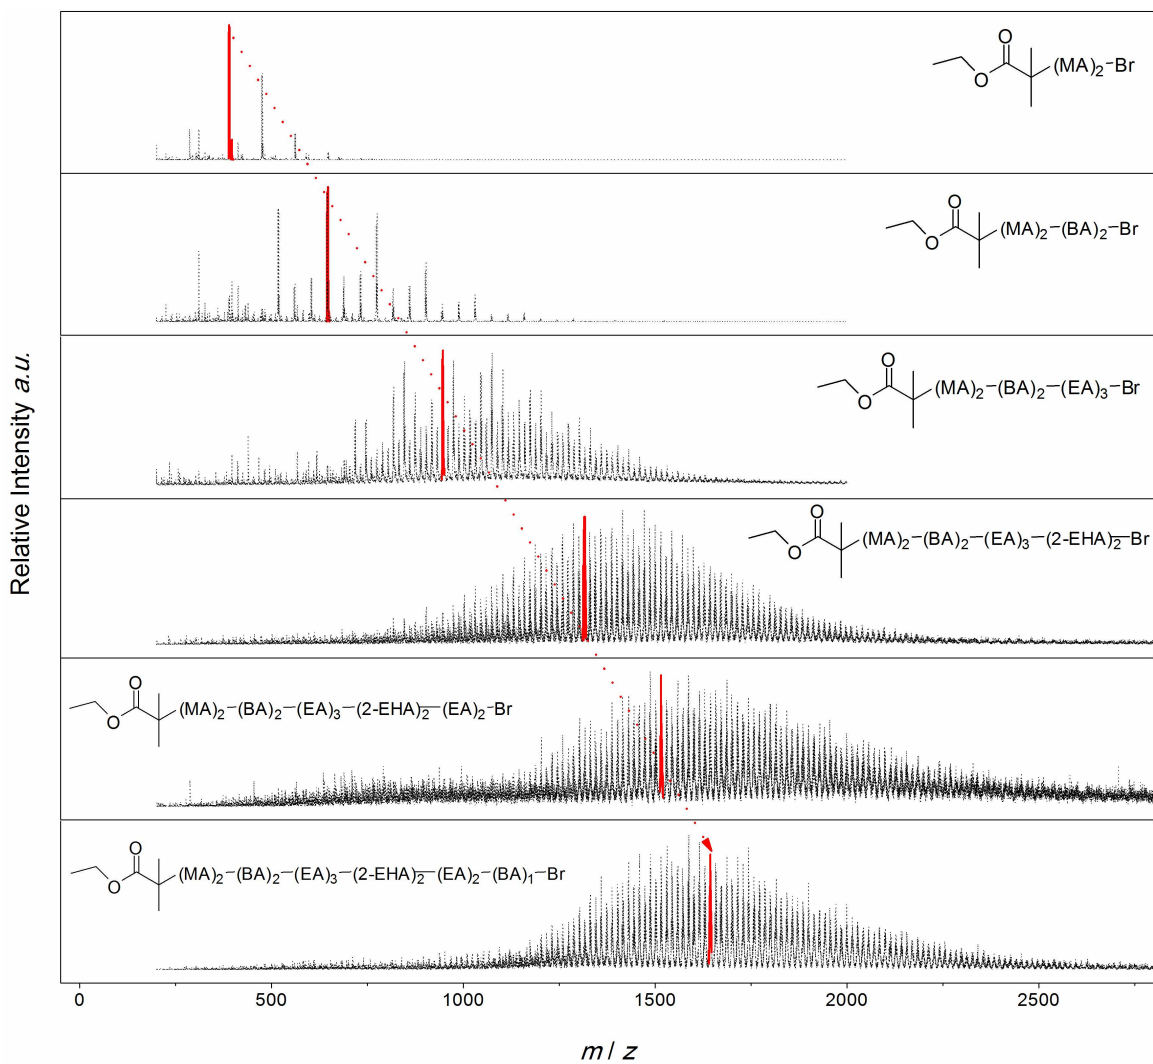 O
O
(MA)2-Br
O
O
(MA)2-(BA)2-Br
O
O
(MA)2-(BA)2-(EA)3-Br
O
O
(MA)2-(BA)2-(EA)3-(2-EHA)2-Br
O
O
(MA)2-(BA)2-(EA)3-(2-EHA)2-(EA)2-Br
O
O
(MA)2-(BA)2-(EA)3-(2-EHA)2-(EA)2-(BA)1-Br
Relative Intensity a.u.
0 500 1000 1500 2000 2500
m / z